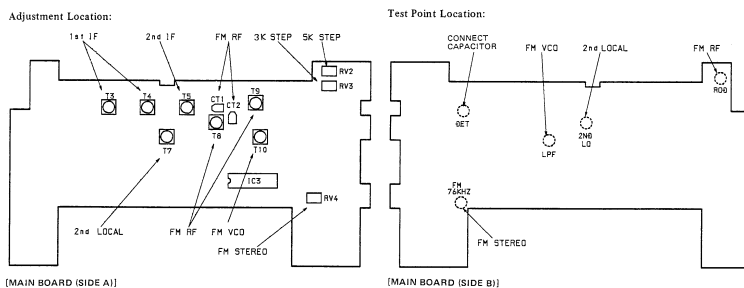 Adjustment Location:
1st IF
2nd IF
FM RF
3K STEP
5K STEP
RV2
RV3
T3
T4
T5
CT1
CT2
T9
T8
T7
T10
IC3
RV4
2nd LOCAL
FM RF
FM VCO
FM STEREO
[MAIN BOARD (SIDE A)]
Test Point Location:
CONNECT
CAPACITOR
FM VCO
2nd LOCAL
FM RF
ROD
DET
2ND
LO
LPF
FM
76KHZ
FM STEREO
[MAIN BOARD (SIDE B)]